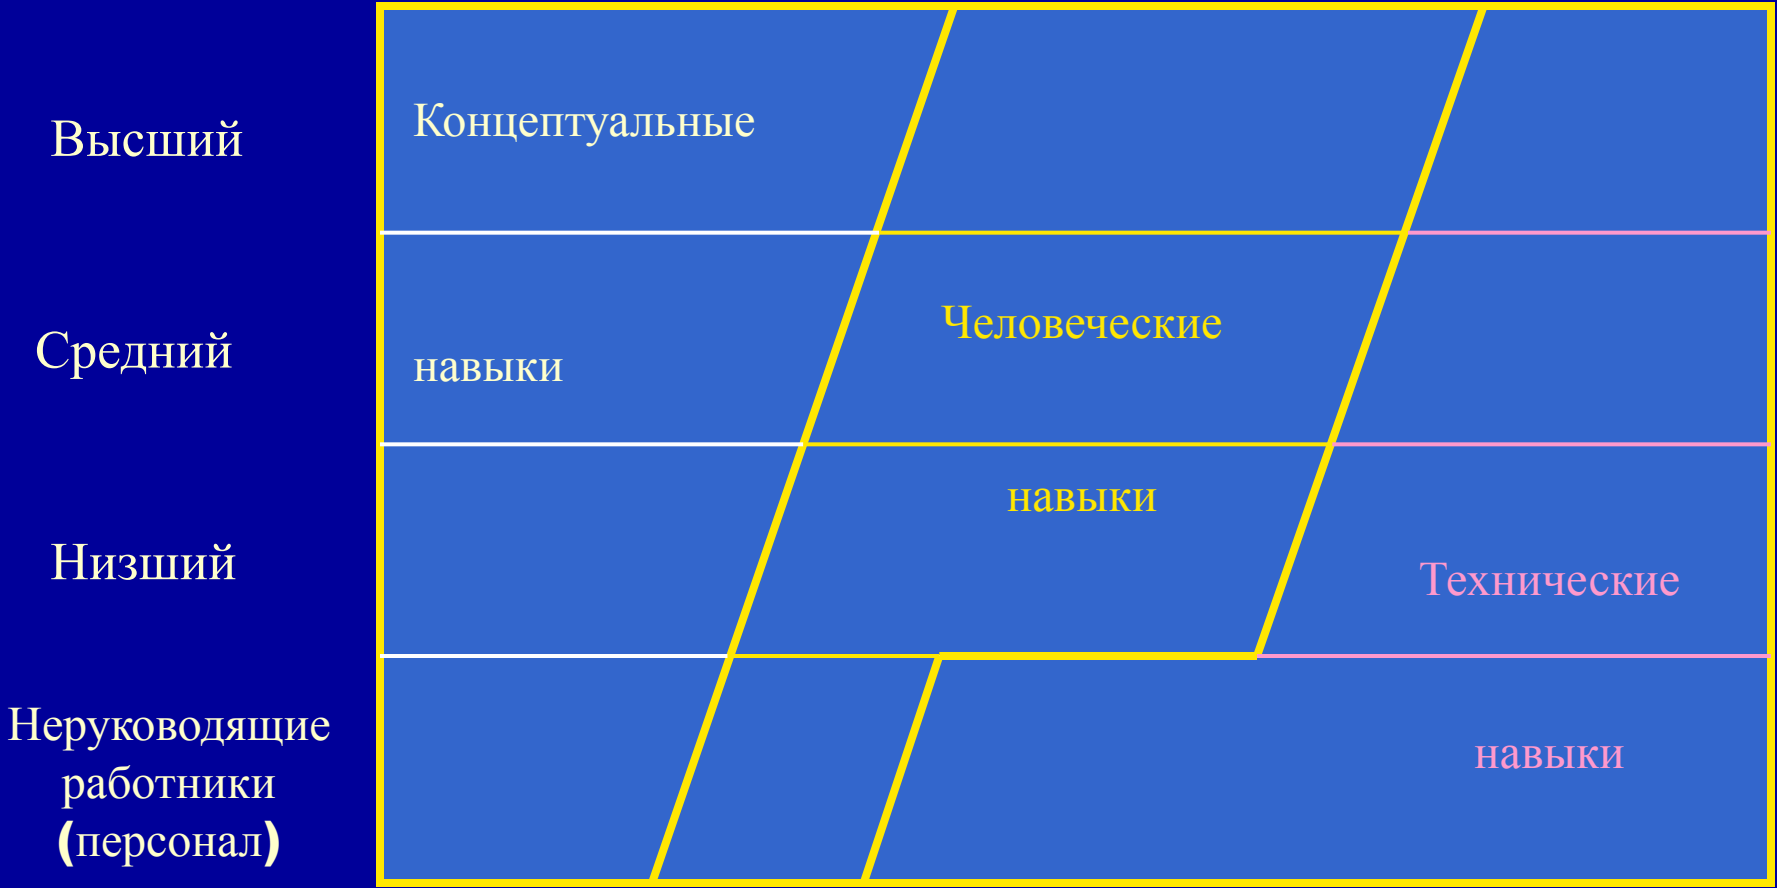 Высший
Концептуальные
Средний
навыки
Человеческие
навыки
Низший
Технические
Неруководящие
работники
(персонал)
навыки